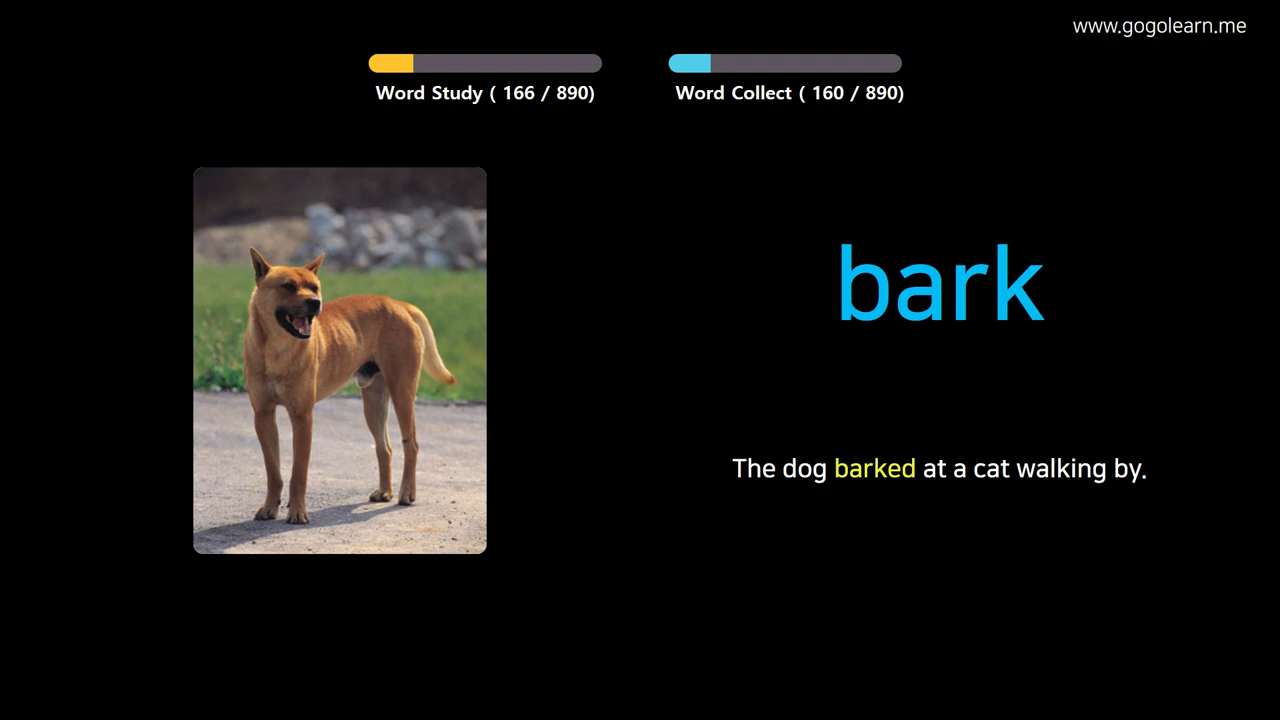 www.gogolearn.me
Word Study ( 166 / 890)
Word Collect ( 160 / 890)
bark
The dog barked at a cat walking by.